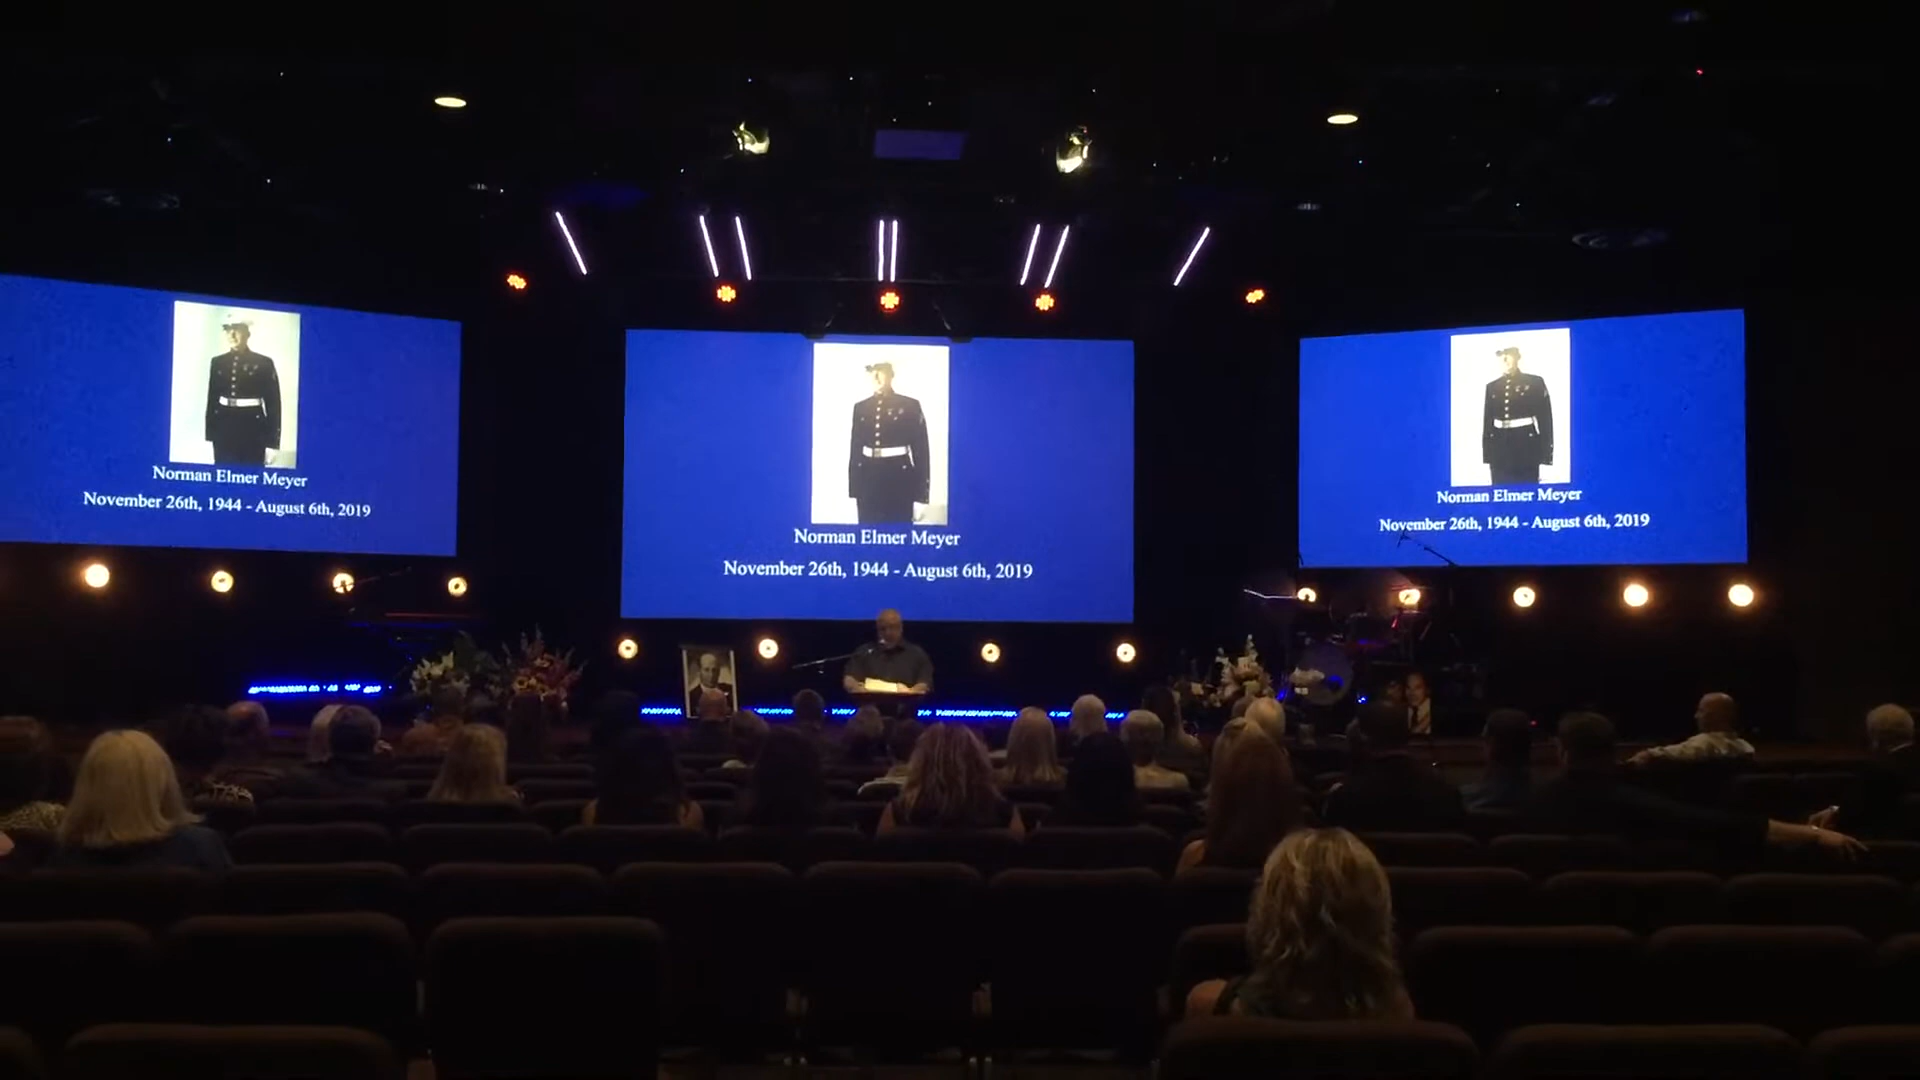 Norman Elmer Meyer
November 26th, 1944 - August 6th, 2019
Norman Elmer Meyer
November 26th, 1944 - August 6th, 2019
Norman Elmer Meyer
November 26th, 1944 - August 6th, 2019